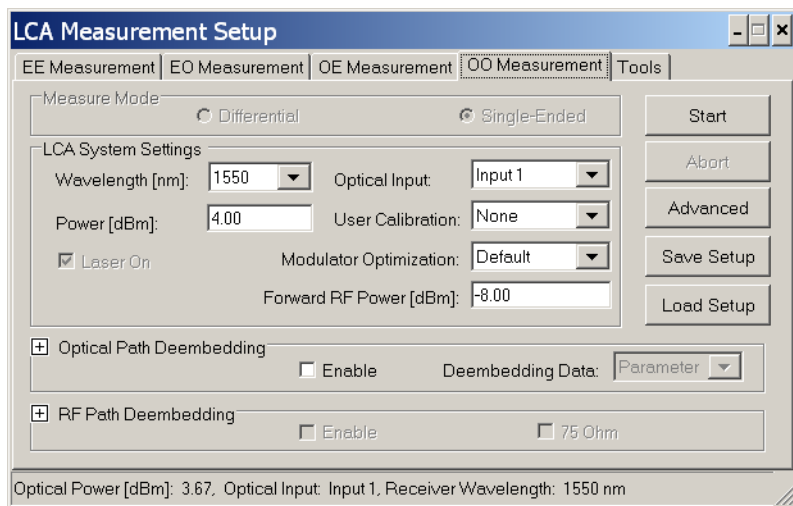 LCA Measurement Setup
EE Measurement EO Measurement OE Measurement OO Measurement Tools
Measure Mode
Differential Single-Ended
Start
LCA System Settings
Abort
Wavelength [nm]: 1550 Optical Input: Input 1
Advanced
Power [dBm]: 4.00 User Calibration: None
Laser On Modulator Optimization: Default
Save Setup
Forward RF Power [dBm]: -8.00
Load Setup
Optical Path Deembedding
Enable Deembedding Data: Parameter
RF Path Deembedding
Enable 75 Ohm
Optical Power [dBm]: 3.67, Optical Input: Input 1, Receiver Wavelength: 1550 nm